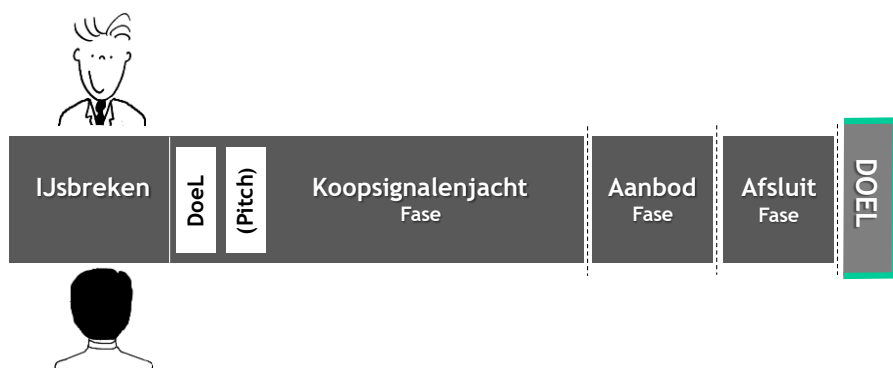 IJsbreken
DoeL
(Pitch)
Koopsignalenjacht
Fase
Aanbod
Fase
Afsluit
Fase
DOEL